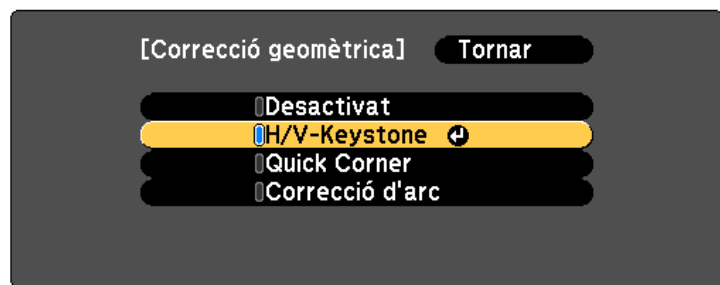 [Correcció geomètrica] Tornar
Desactivat
H/V-Keystone
Quick Corner
Correcció d'arc